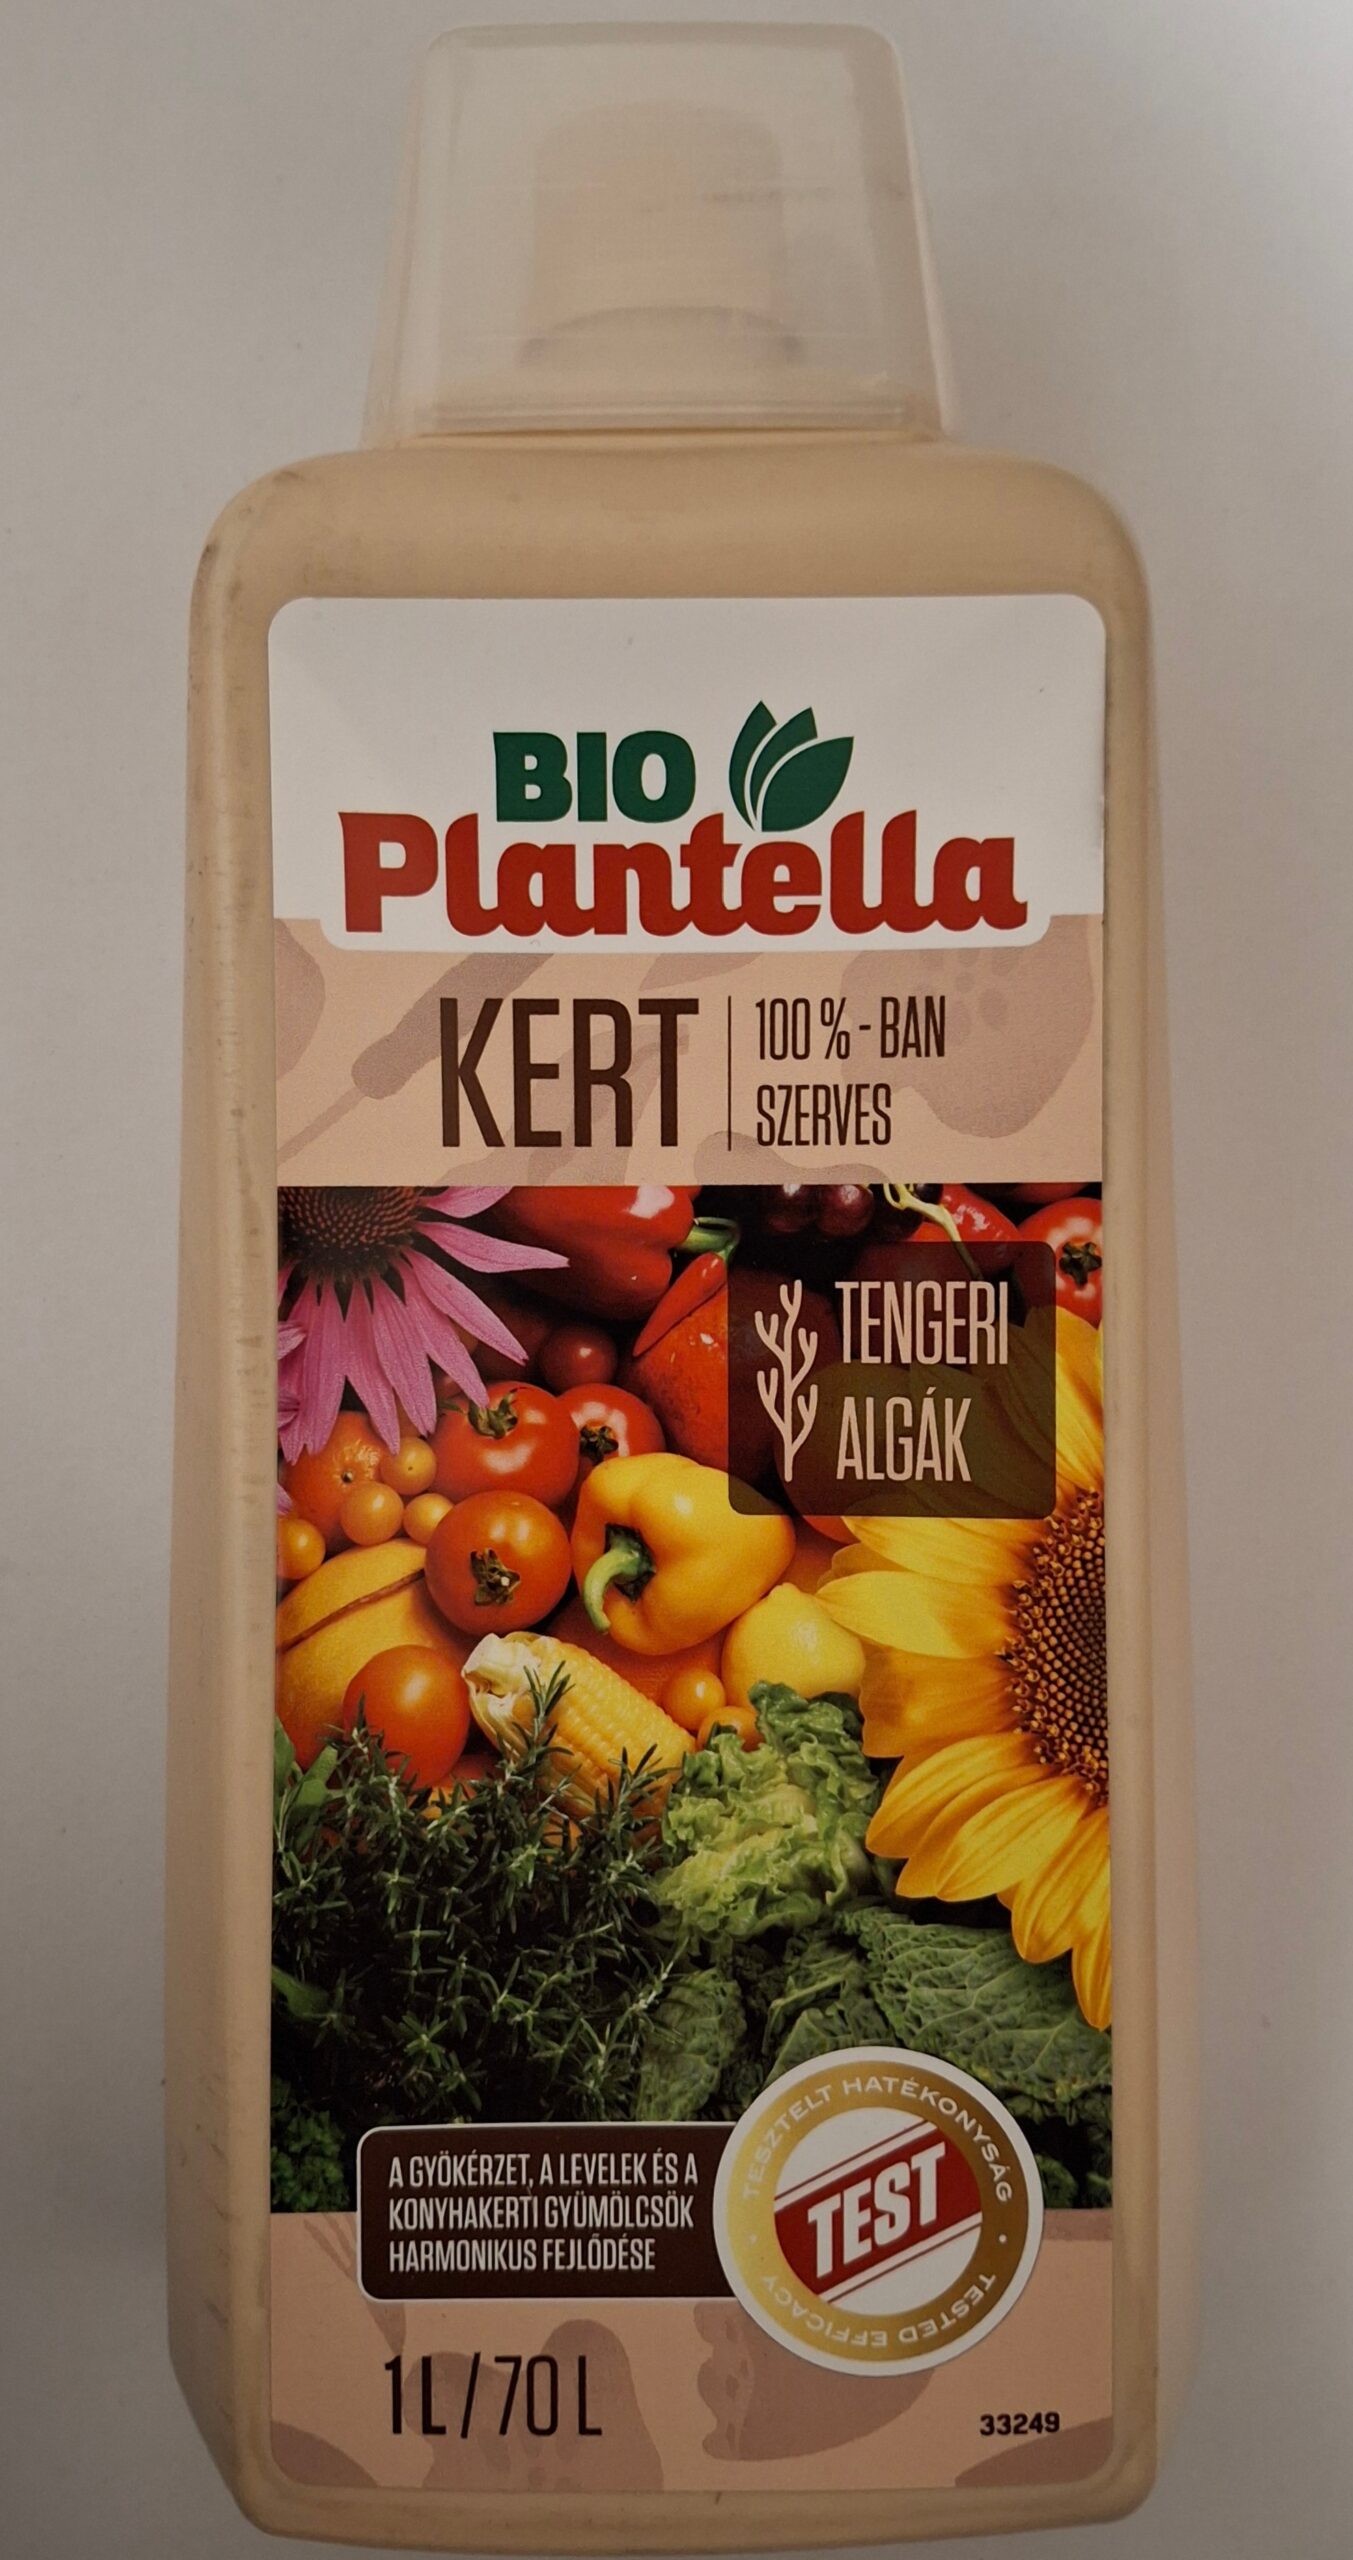 BIO
Plantella
KERT
100 % - BAN
SZERVES
TENGERI
ALGÁK
A GYÖKÉRZET, A LEVELEK ÉS A
KONYHAKERTI GYÜMÖLCSÖK
HARMONIKUS FEJLŐDÉSE
TESZTELT HATÉKONYSÁG
TEST
TESTED EFFICACY
1 L / 70 L
33249